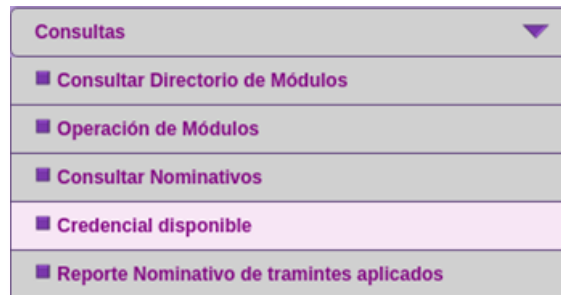 Consultas
Consultar Directorio de Módulos
Operación de Módulos
Consultar Nominativos
Credencial disponible
Reporte Nominativo de tramintes aplicados